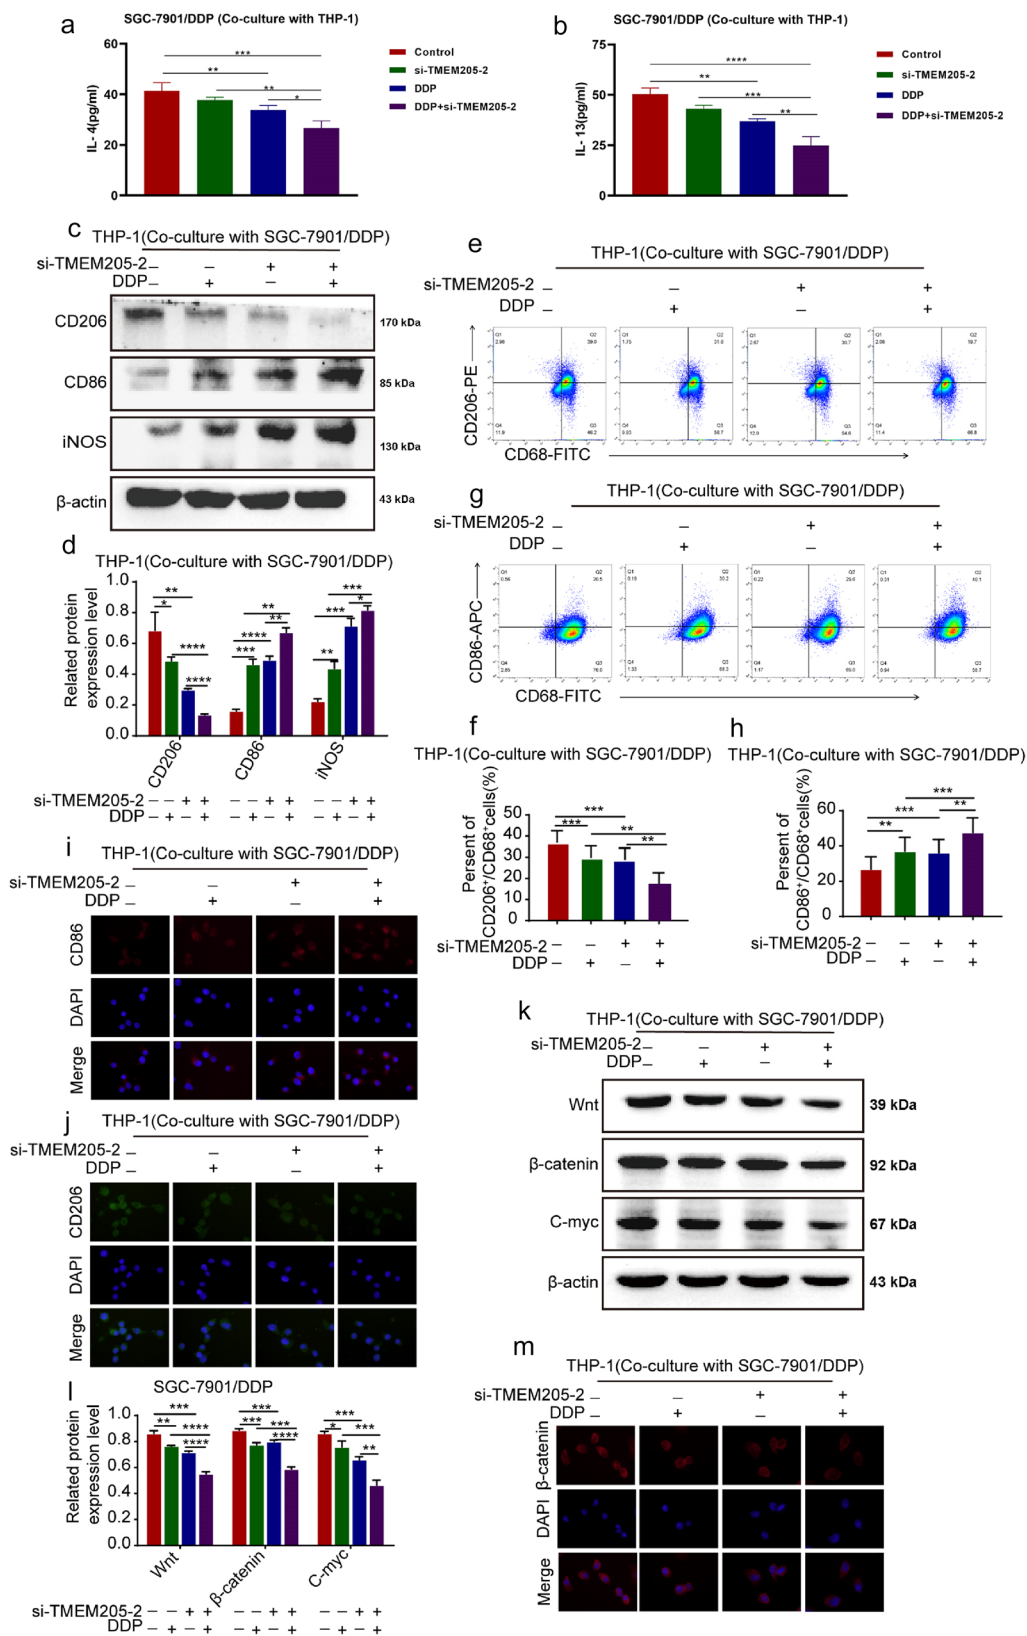 a
SGC-7901/DDP (Co-culture with THP-1)
IL- 4(pg/ml)
60
40
20
0
***
**
**
*
Control
si-TMEM205-2
DDP
DDP+si-TMEM205-2
b
SGC-7901/DDP (Co-culture with THP-1)
IL- 13(pg/ml)
75
50
25
0
****
**
***
**
Control
si-TMEM205-2
DDP
DDP+si-TMEM205-2
c
THP-1(Co-culture with SGC-7901/DDP)
si-TMEM205-2 – – + +
DDP – + – +
CD206 170 kDa
CD86 85 kDa
iNOS 130 kDa
β-actin 43 kDa
d
THP-1(Co-culture with SGC-7901/DDP)
Related protein
expression level
1.0
0.8
0.6
0.4
0.2
0.0
** * **** ****
** ** **** ***
*** * *** **
CD206 CD86 iNOS
si-TMEM205-2 – – + + – – + + – – + +
DDP – + – + – + – + – + – +
e
THP-1(Co-culture with SGC-7901/DDP)
si-TMEM205-2 – – + +
DDP – + – +
CD206-PE
CD68-FITC
g
THP-1(Co-culture with SGC-7901/DDP)
si-TMEM205-2 – – + +
DDP – + – +
CD86-APC
CD68-FITC
f
THP-1(Co-culture with SGC-7901/DDP)
Persent of
CD206⁺/CD68⁺cells(%)
50
40
30
20
10
0
***
*** **
**
si-TMEM205-2 – – + +
DDP – + – +
h
THP-1(Co-culture with SGC-7901/DDP)
Persent of
CD86⁺/CD68⁺cells(%)
60
40
20
0
***
*** **
**
si-TMEM205-2 – – + +
DDP – + – +
i
THP-1(Co-culture with SGC-7901/DDP)
si-TMEM205-2 – – + +
DDP – + – +
CD86
DAPI
Merge
j
THP-1(Co-culture with SGC-7901/DDP)
si-TMEM205-2 – – + +
DDP – + – +
CD206
DAPI
Merge
k
THP-1(Co-culture with SGC-7901/DDP)
si-TMEM205-2 – – + +
DDP – + – +
Wnt 39 kDa
β-catenin 92 kDa
C-myc 67 kDa
β-actin 43 kDa
l
SGC-7901/DDP
Related protein
expression level
1.0
0.8
0.6
0.4
0.2
0.0
*** ** **** ****
*** *** *** ****
*** * *** **
Wnt β-catenin C-myc
si-TMEM205-2 – – + + – – + + – – + +
DDP – + – + – + – + – + – +
m
THP-1(Co-culture with SGC-7901/DDP)
si-TMEM205-2 – – + +
DDP – + – +
β-catenin
DAPI
Merge